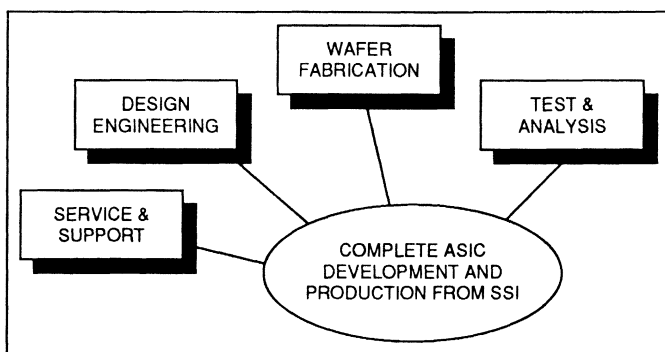 WAFER
FABRICATION
DESIGN
ENGINEERING
TEST &
ANALYSIS
SERVICE &
SUPPORT
COMPLETE ASIC
DEVELOPMENT AND
PRODUCTION FROM SSI